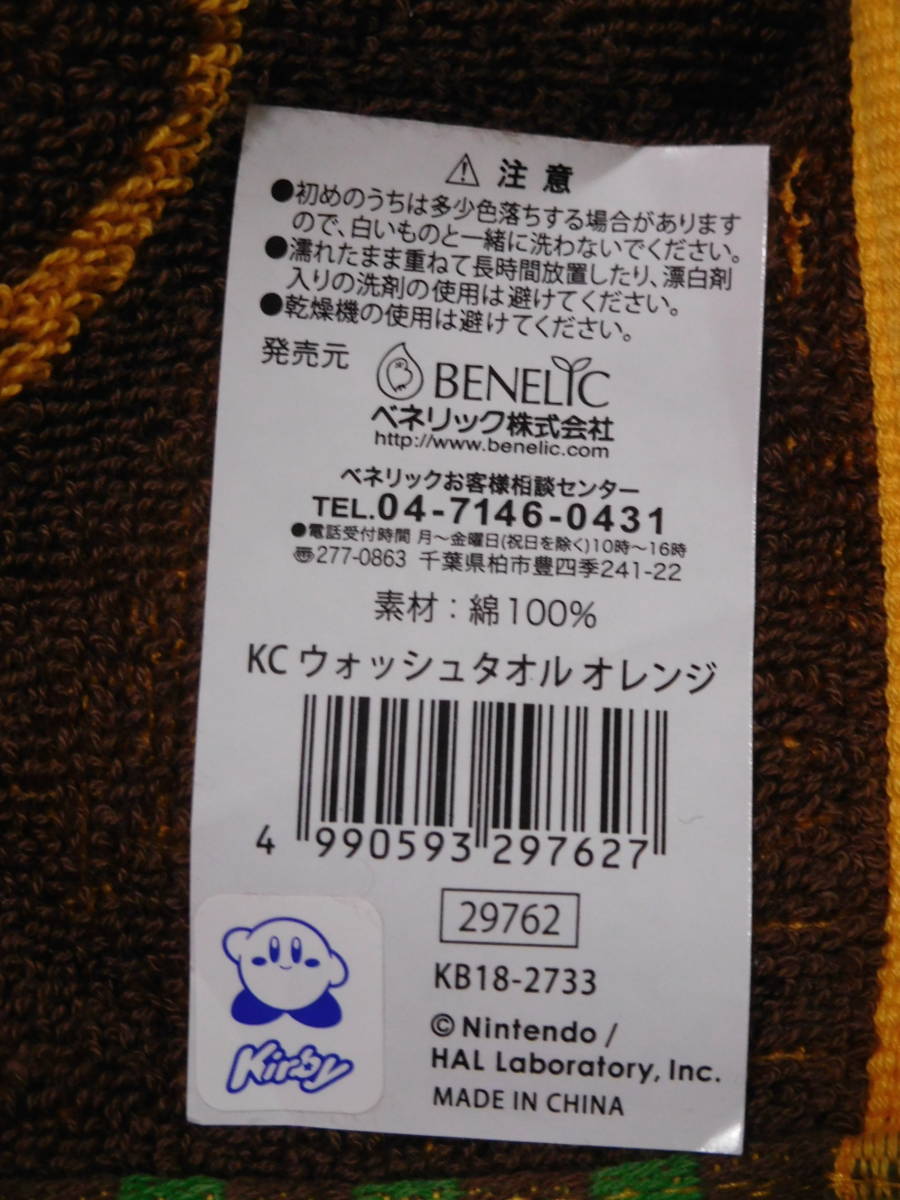 ⚠ 注意
●初めのうちは多少色落ちする場合があります
ので、白いものと一緒に洗わないでください。
●濡れたまま重ねて長時間放置したり、漂白剤
入りの洗剤の使用は避けてください。
●乾燥機の使用は避けてください。
発売元
BENELIC
ベネリック株式会社
http://www.benelic.com
ベネリックお客様相談センター
TEL.04-7146-0431
●電話受付時間 月～金曜日(祝日を除く)10時～16時
〠277-0863 千葉県柏市豊四季241-22
素材：綿100%
KC ウォッシュタオル オレンジ
4 990593 297627
29762
KB18-2733
Kirby
© Nintendo /
HAL Laboratory, Inc.
MADE IN CHINA